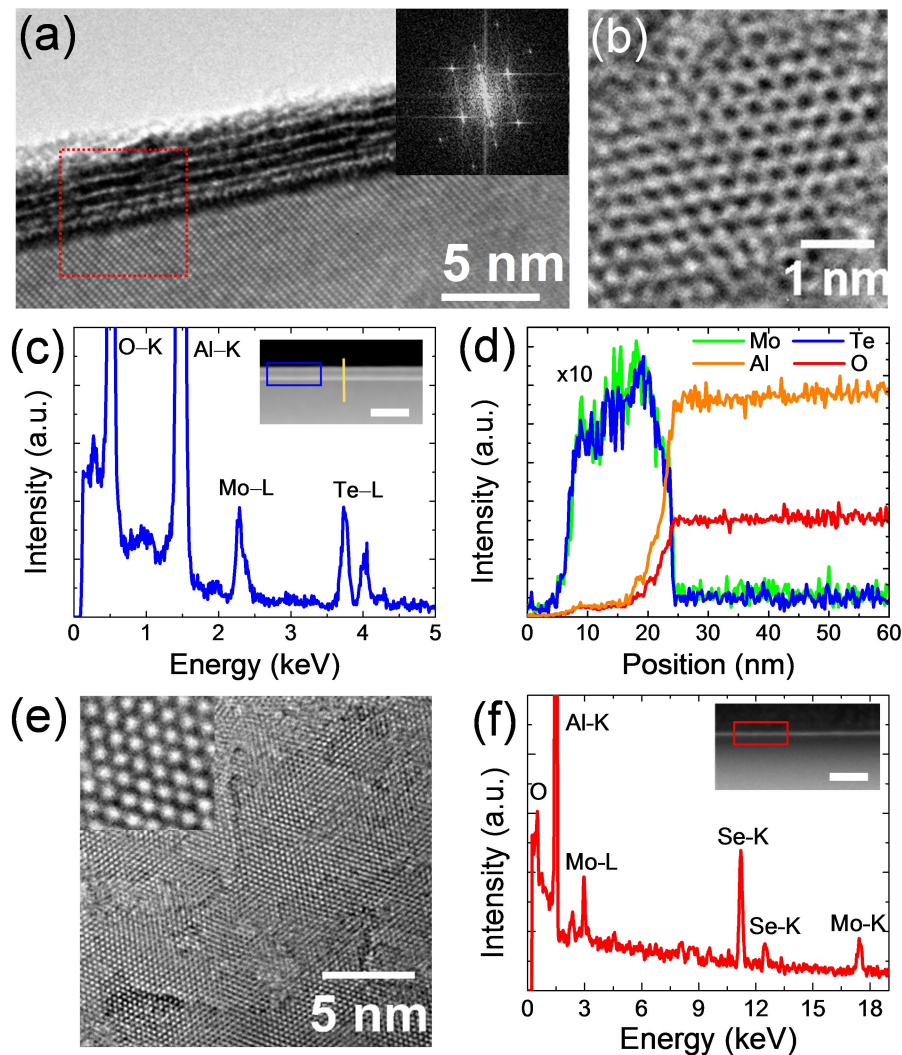 (a)
5 nm
(b)
1 nm
(c)
O–K
Al–K
Mo–L
Te–L
Intensity (a.u.)
0 1 2 3 4 5
Energy (keV)
(d)
Mo Te
Al O
x10
Intensity (a.u.)
0 10 20 30 40 50 60
Position (nm)
(e)
5 nm
(f)
Al-K
O
Mo-L
Se-K
Se-K
Mo-K
Intensity (a.u.)
0 3 6 9 12 15 18
Energy (keV)